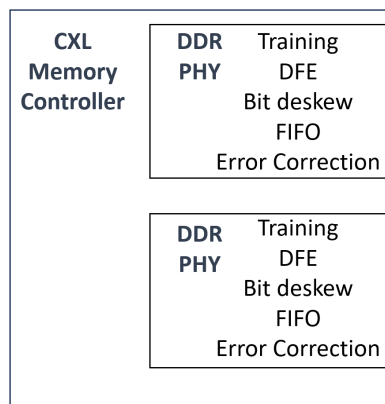 CXL
Memory
Controller
DDR
PHY
Training
DFE
Bit deskew
FIFO
Error Correction
DDR
PHY
Training
DFE
Bit deskew
FIFO
Error Correction